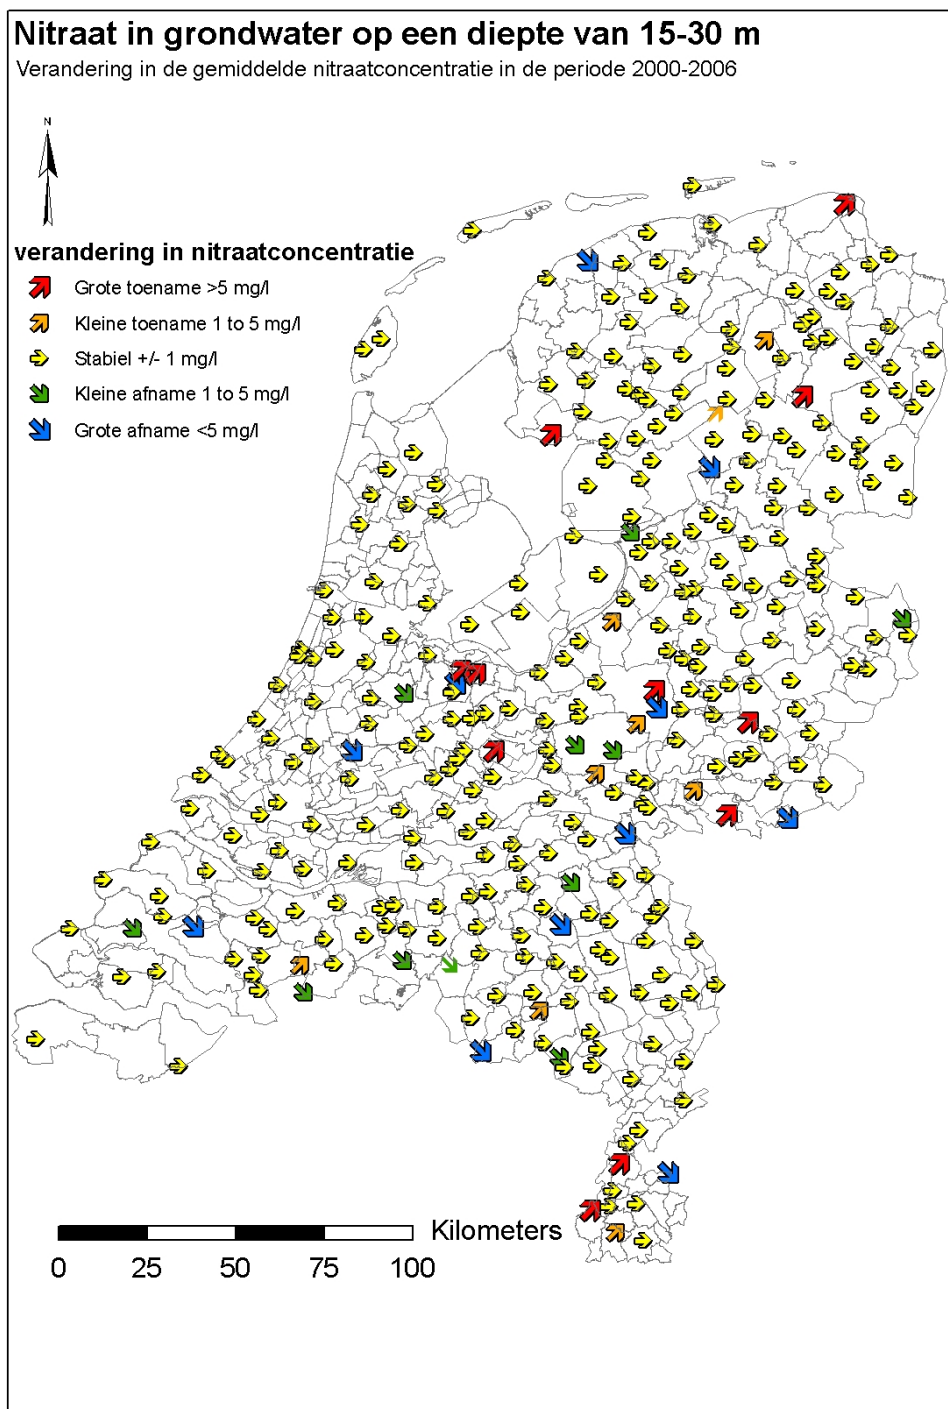 Nitraat in grondwater op een diepte van 15-30 m
Verandering in de gemiddelde nitraatconcentratie in de periode 2000-2006
N
verandering in nitraatconcentratie
Grote toename >5 mg/l
Kleine toename 1 to 5 mg/l
Stabiel +/- 1 mg/l
Kleine afname 1 to 5 mg/l
Grote afname <5 mg/l
Kilometers
0 25 50 75 100